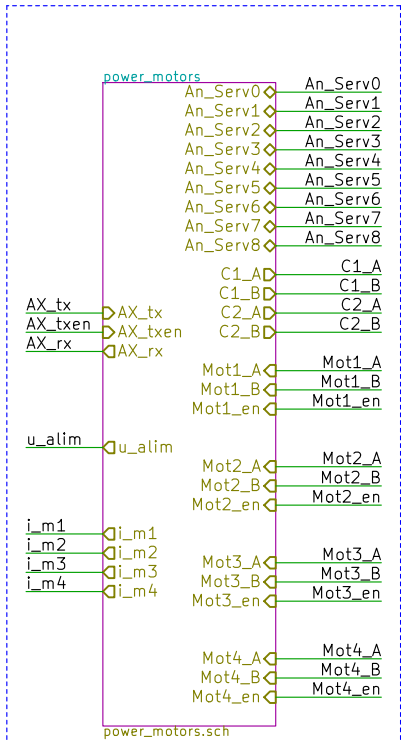 power_motors
An_Serv0 An_Serv0
An_Serv1 An_Serv1
An_Serv2 An_Serv2
An_Serv3 An_Serv3
An_Serv4 An_Serv4
An_Serv5 An_Serv5
An_Serv6 An_Serv6
An_Serv7 An_Serv7
An_Serv8 An_Serv8
C1_A C1_A
C1_B C1_B
AX_tx AX_tx C2_A C2_A
AX_txen AX_txen C2_B C2_B
AX_rx AX_rx
Mot1_A Mot1_A
Mot1_B Mot1_B
Mot1_en Mot1_en
u_alim u_alim
Mot2_A Mot2_A
Mot2_B Mot2_B
Mot2_en Mot2_en
i_m1 i_m1
i_m2 i_m2 Mot3_A Mot3_A
i_m3 i_m3 Mot3_B Mot3_B
i_m4 i_m4 Mot3_en Mot3_en
Mot4_A Mot4_A
Mot4_B Mot4_B
Mot4_en Mot4_en
power_motors.sch